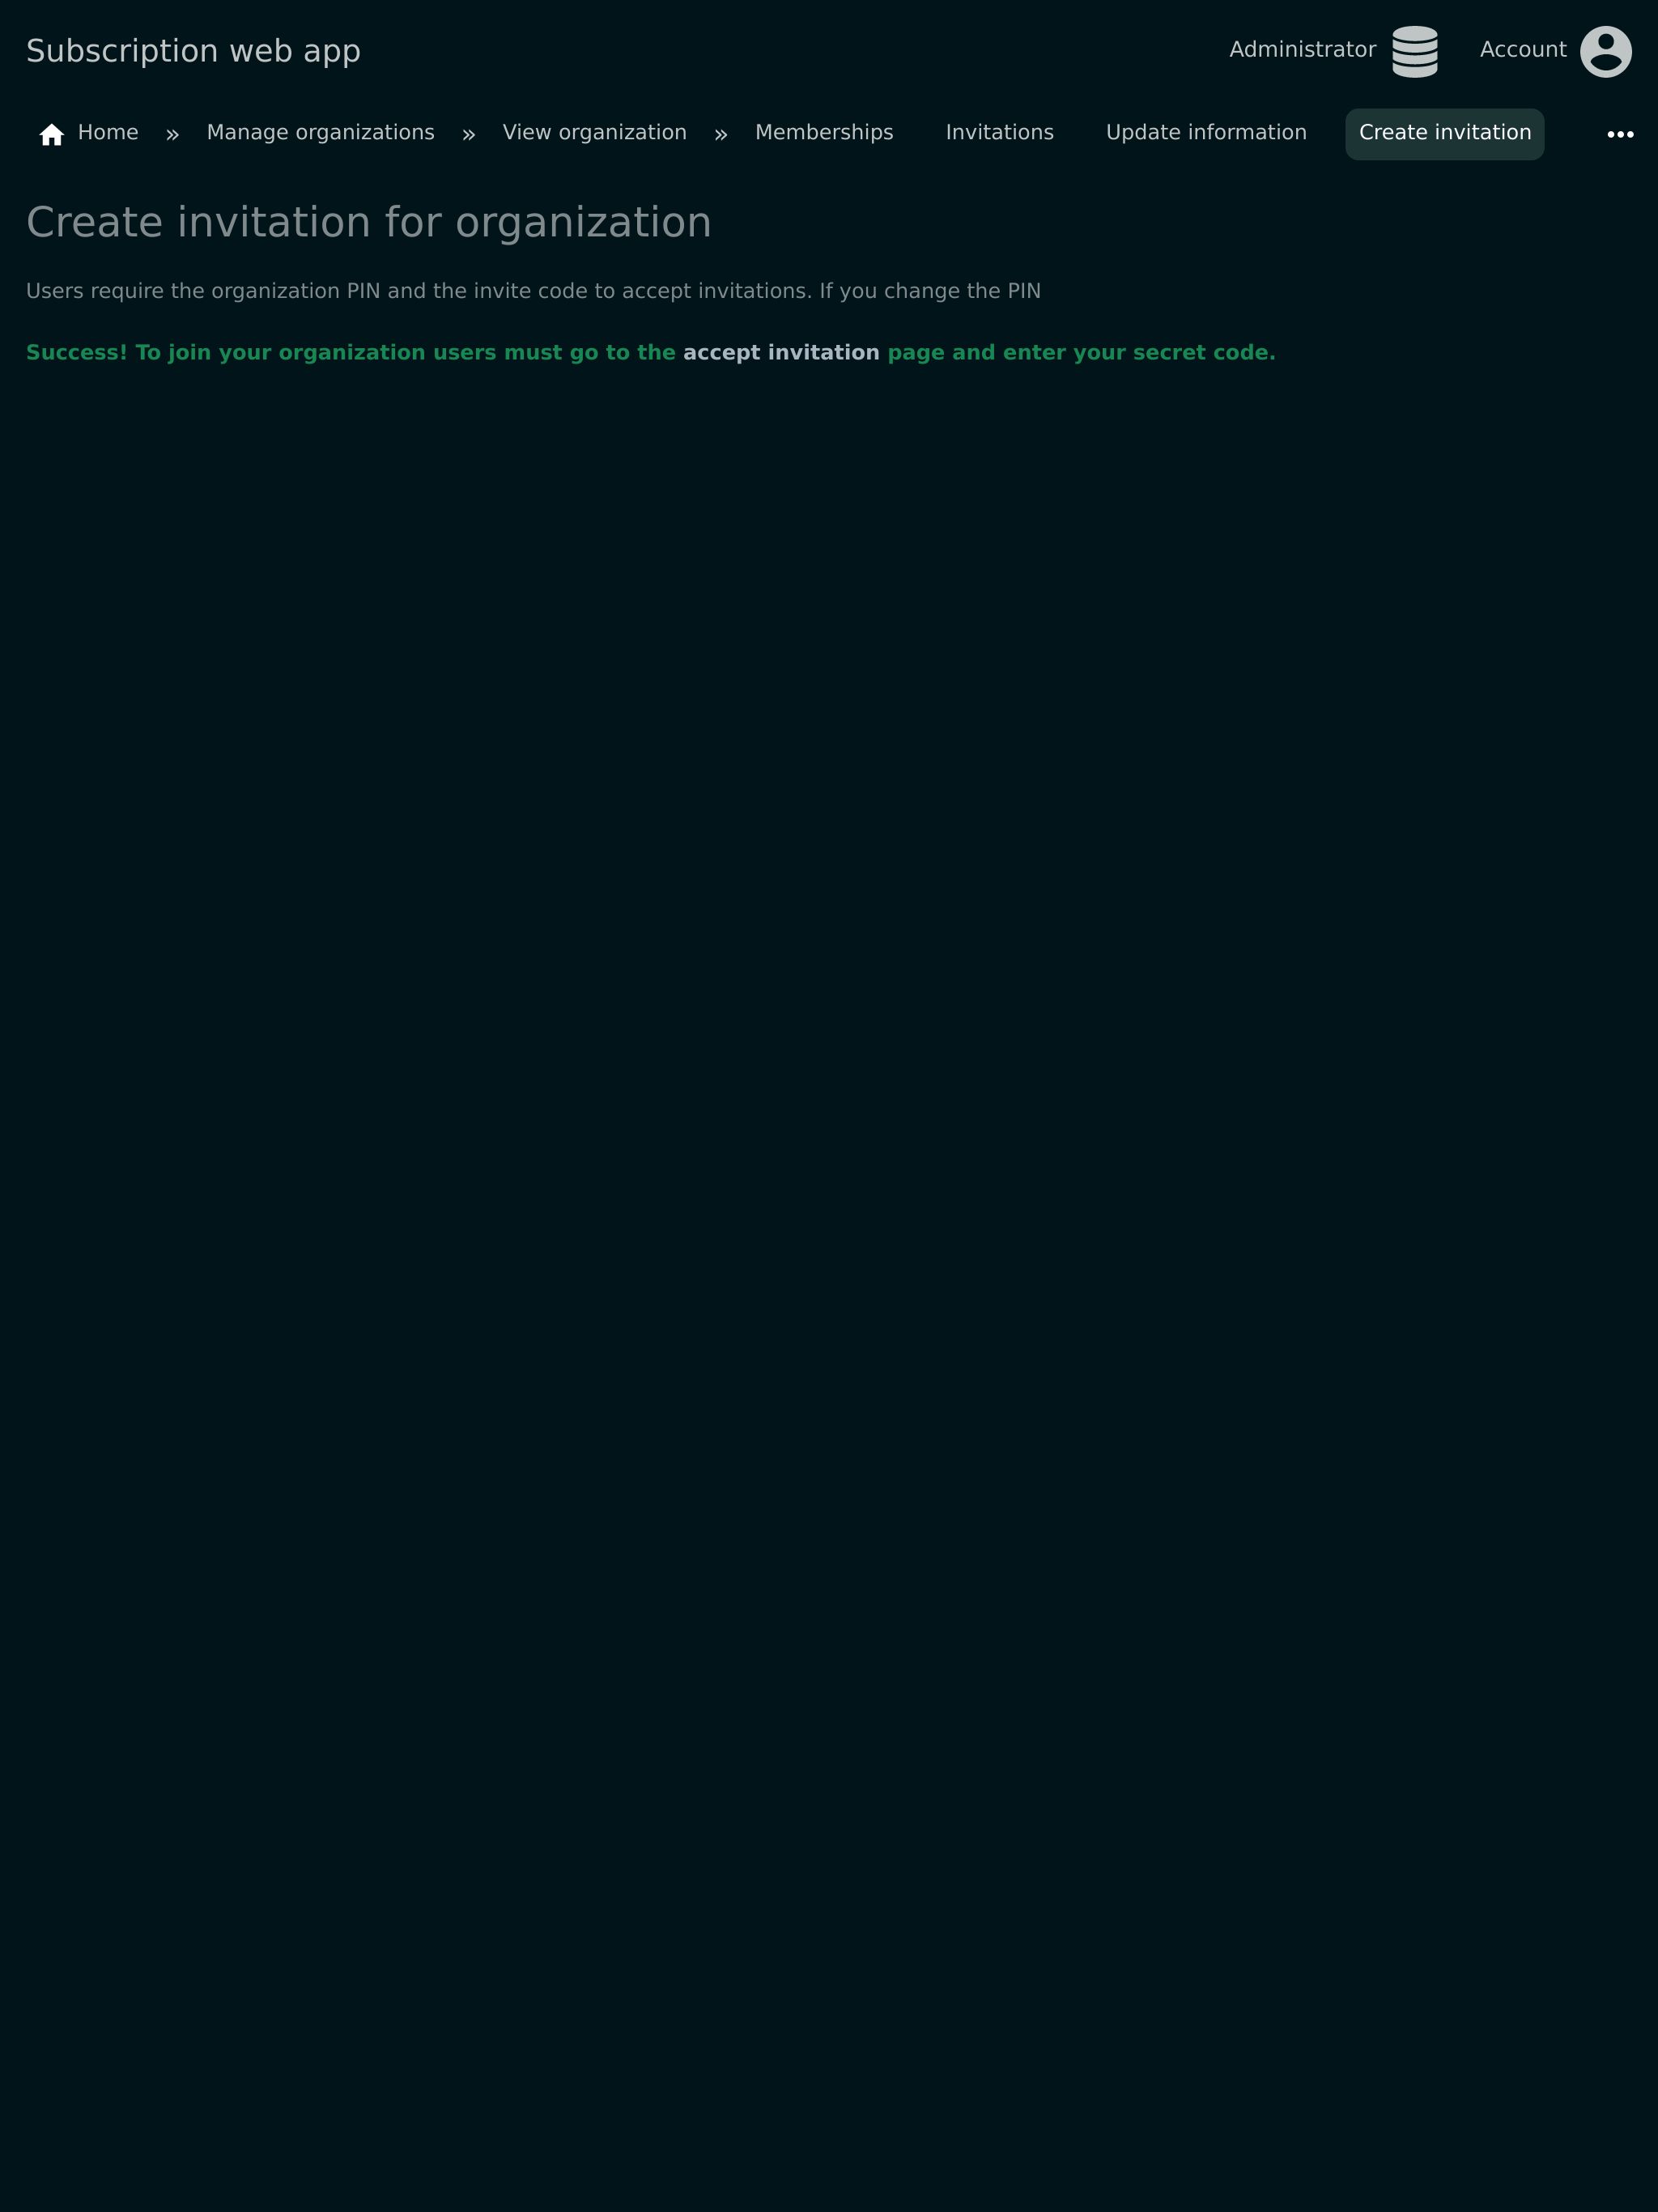 Subscription web app
Administrator
Account
Home » Manage organizations » View organization » Memberships Invitations Update information Create invitation
Create invitation for organization
Users require the organization PIN and the invite code to accept invitations. If you change the PIN
Success! To join your organization users must go to the accept invitation page and enter your secret code.